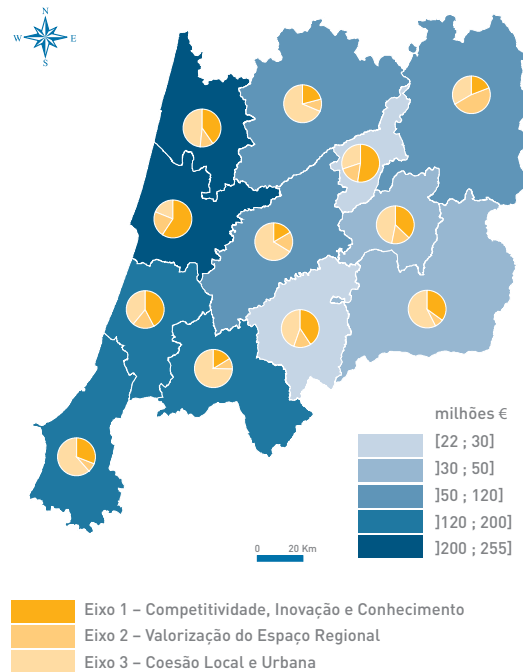 N
W E
S
milhões €
[22 ; 30]
]30 ; 50]
]50 ; 120]
]120 ; 200]
]200 ; 255]
0 20 Km
Eixo 1 – Competitividade, Inovação e Conhecimento
Eixo 2 – Valorização do Espaço Regional
Eixo 3 – Coesão Local e Urbana